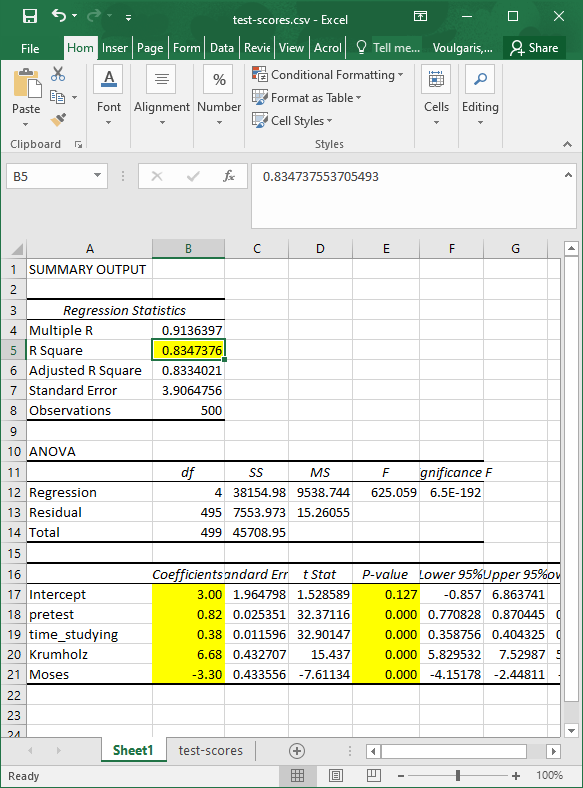 test-scores.csv - Excel
File Hom Inser Page Form Data Revie View Acrol Tell me... Voulgaris,... Share
Paste
Clipboard
Font
Alignment
%
Number
Conditional Formatting
Format as Table
Cell Styles
Styles
Cells
Editing
B5 fx 0.834737553705493
A B C D E F G
1 SUMMARY OUTPUT
2
3 Regression Statistics
4 Multiple R 0.9136397
5 R Square 0.8347376
6 Adjusted R Square 0.8334021
7 Standard Error 3.9064756
8 Observations 500
9
10 ANOVA
11 df SS MS F gnificance F
12 Regression 4 38154.98 9538.744 625.059 6.5E-192
13 Residual 495 7553.973 15.26055
14 Total 499 45708.95
15
16 Coefficients andard Err t Stat P-value Lower 95% Upper 95% ow
17 Intercept 3.00 1.964798 1.528589 0.127 -0.857 6.863741
18 pretest 0.82 0.025351 32.37116 0.000 0.770828 0.870445 0
19 time_studying 0.38 0.011596 32.90147 0.000 0.358756 0.404325 0
20 Krumholz 6.68 0.432707 15.437 0.000 5.829532 7.52987 5
21 Moses -3.30 0.433556 -7.61134 0.000 -4.15178 -2.44811 -
22
23
24
Sheet1 test-scores
Ready 100%